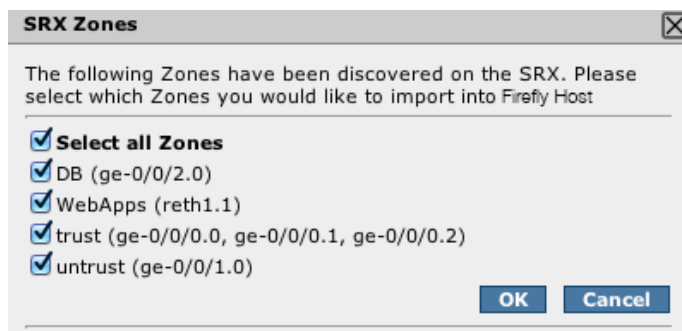 SRX Zones
The following Zones have been discovered on the SRX. Please
select which Zones you would like to import into Firefly Host
Select all Zones
DB (ge-0/0/2.0)
WebApps (reth1.1)
trust (ge-0/0/0.0, ge-0/0/0.1, ge-0/0/0.2)
untrust (ge-0/0/1.0)
OK Cancel